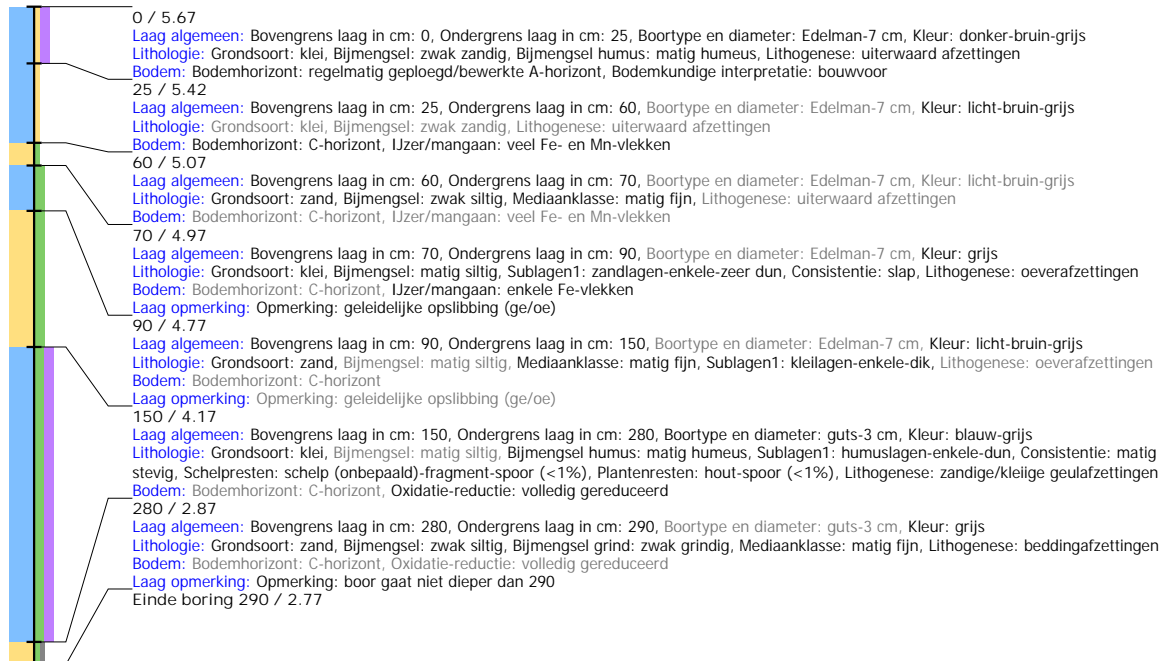 0 / 5.67
Laag algemeen: Bovengrens laag in cm: 0, Ondergrens laag in cm: 25, Boortype en diameter: Edelman-7 cm, Kleur: donker-bruin-grijs
Lithologie: Grondsoort: klei, Bijmengsel: zwak zandig, Bijmengsel humus: matig humeus, Lithogenese: uiterwaard afzettingen
Bodem: Bodemhorizont: regelmatig geploegd/bewerkte A-horizont, Bodemkundige interpretatie: bouwvoor
25 / 5.42
Laag algemeen: Bovengrens laag in cm: 25, Ondergrens laag in cm: 60, Boortype en diameter: Edelman-7 cm, Kleur: licht-bruin-grijs
Lithologie: Grondsoort: klei, Bijmengsel: zwak zandig, Lithogenese: uiterwaard afzettingen
Bodem: Bodemhorizont: C-horizont, IJzer/mangaan: veel Fe- en Mn-vlekken
60 / 5.07
Laag algemeen: Bovengrens laag in cm: 60, Ondergrens laag in cm: 70, Boortype en diameter: Edelman-7 cm, Kleur: licht-bruin-grijs
Lithologie: Grondsoort: zand, Bijmengsel: zwak siltig, Mediaanklasse: matig fijn, Lithogenese: uiterwaard afzettingen
Bodem: Bodemhorizont: C-horizont, IJzer/mangaan: veel Fe- en Mn-vlekken
70 / 4.97
Laag algemeen: Bovengrens laag in cm: 70, Ondergrens laag in cm: 90, Boortype en diameter: Edelman-7 cm, Kleur: grijs
Lithologie: Grondsoort: klei, Bijmengsel: matig siltig, Sublagen1: zandlagen-enkele-zeer dun, Consistentie: slap, Lithogenese: oeverafzettingen
Bodem: Bodemhorizont: C-horizont, IJzer/mangaan: enkele Fe-vlekken
Laag opmerking: Opmerking: geleidelijke opslibbing (ge/oe)
90 / 4.77
Laag algemeen: Bovengrens laag in cm: 90, Ondergrens laag in cm: 150, Boortype en diameter: Edelman-7 cm, Kleur: licht-bruin-grijs
Lithologie: Grondsoort: zand, Bijmengsel: matig siltig, Mediaanklasse: matig fijn, Sublagen1: kleilagen-enkele-dik, Lithogenese: oeverafzettingen
Bodem: Bodemhorizont: C-horizont
Laag opmerking: Opmerking: geleidelijke opslibbing (ge/oe)
150 / 4.17
Laag algemeen: Bovengrens laag in cm: 150, Ondergrens laag in cm: 280, Boortype en diameter: guts-3 cm, Kleur: blauw-grijs
Lithologie: Grondsoort: klei, Bijmengsel: matig siltig, Bijmengsel humus: matig humeus, Sublagen1: humuslagen-enkele-dun, Consistentie: matig
stevig, Schelpresten: schelp (onbepaald)-fragment-spoor (<1%), Plantenresten: hout-spoor (<1%), Lithogenese: zandige/kleiige geulafzettingen
Bodem: Bodemhorizont: C-horizont, Oxidatie-reductie: volledig gereduceerd
280 / 2.87
Laag algemeen: Bovengrens laag in cm: 280, Ondergrens laag in cm: 290, Boortype en diameter: guts-3 cm, Kleur: grijs
Lithologie: Grondsoort: zand, Bijmengsel: zwak siltig, Bijmengsel grind: zwak grindig, Mediaanklasse: matig fijn, Lithogenese: beddingafzettingen
Bodem: Bodemhorizont: C-horizont, Oxidatie-reductie: volledig gereduceerd
Laag opmerking: Opmerking: boor gaat niet dieper dan 290
Einde boring 290 / 2.77